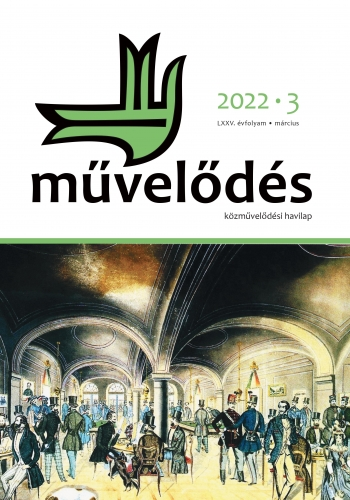 2022 • 3
LXXV. évfolyam • március
művelődés
közművelődési havilap